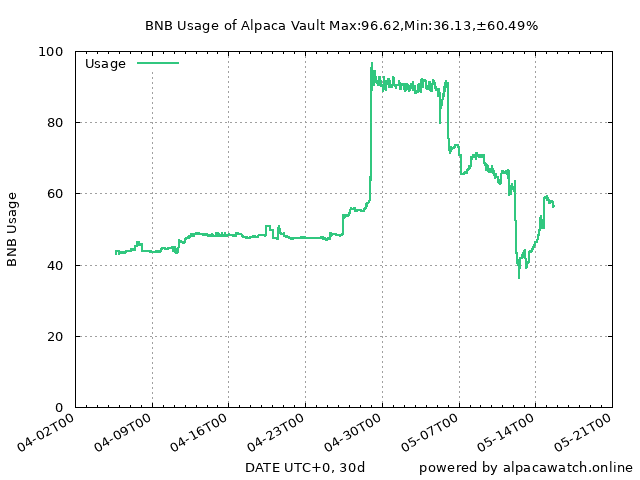 BNB Usage of Alpaca Vault Max:96.62,Min:36.13,±60.49%
Usage
100
80
60
40
20
0
BNB Usage
04-02T00
04-09T00
04-16T00
04-23T00
04-30T00
05-07T00
05-14T00
05-21T00
DATE UTC+0, 30d
powered by alpacawatch.online